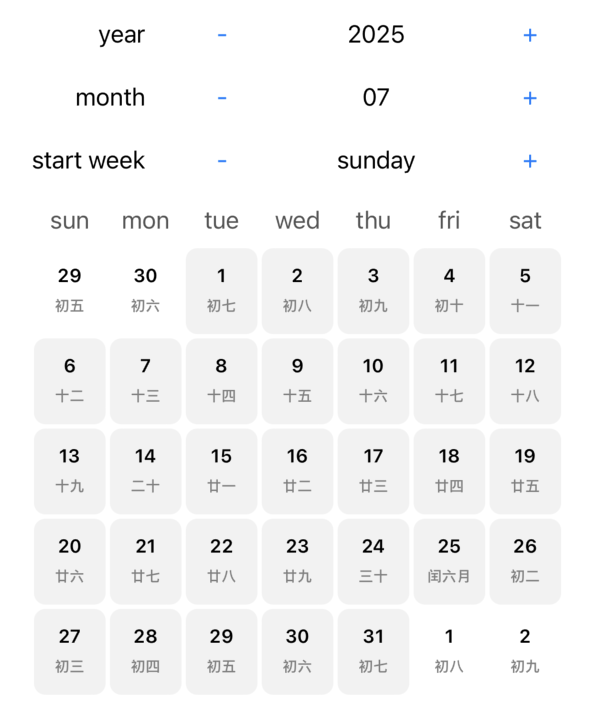 year - 2025 +
month - 07 +
start week - sunday +
sun mon tue wed thu fri sat
29 30 1 2 3 4 5
初五 初六 初七 初八 初九 初十 十一
6 7 8 9 10 11 12
十二 十三 十四 十五 十六 十七 十八
13 14 15 16 17 18 19
十九 二十 廿一 廿二 廿三 廿四 廿五
20 21 22 23 24 25 26
廿六 廿七 廿八 廿九 三十 闰六月 初二
27 28 29 30 31 1 2
初三 初四 初五 初六 初七 初八 初九